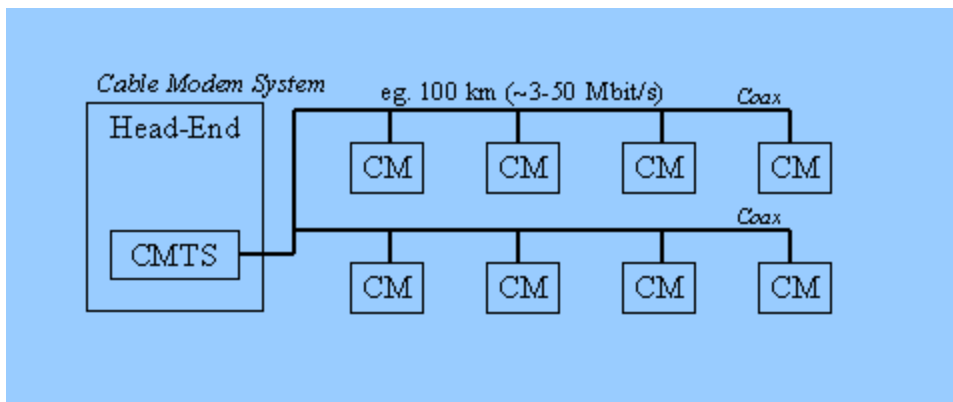 Cable Modem System
eg. 100 km (~3-50 Mbit/s)
Coax
Head-End
CM
CM
CM
CM
Coax
CMTS
CM
CM
CM
CM